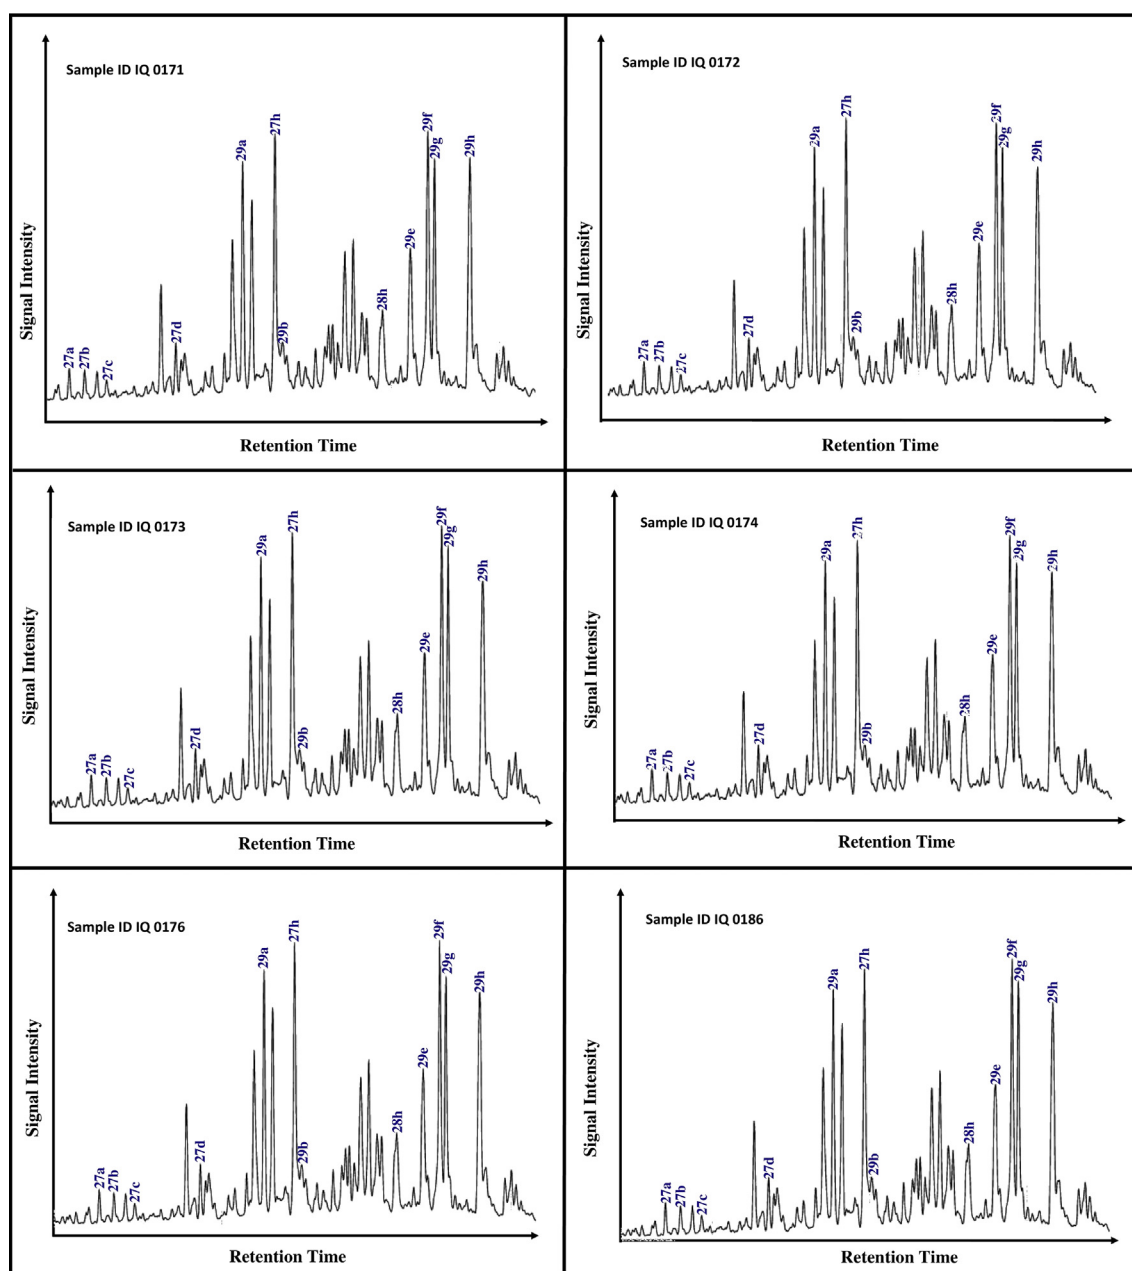 Sample ID IQ 0171
Signal Intensity
27a
27b
27c
27d
29a
27h
29b
28h
29e
29f
29g
29h
Retention Time
Sample ID IQ 0172
Signal Intensity
27a
27b
27c
27d
29a
27h
29b
28h
29e
29f
29g
29h
Retention Time
Sample ID IQ 0173
Signal Intensity
27a
27b
27c
27d
29a
27h
29b
28h
29e
29f
29g
29h
Retention Time
Sample ID IQ 0174
Signal Intensity
27a
27b
27c
27d
29a
27h
29b
28h
29e
29f
29g
29h
Retention Time
Sample ID IQ 0176
Signal Intensity
27a
27b
27c
27d
29a
27h
29b
28h
29e
29f
29g
29h
Retention Time
Sample ID IQ 0186
Signal Intensity
27a
27b
27c
27d
29a
27h
29b
28h
29e
29f
29g
29h
Retention Time